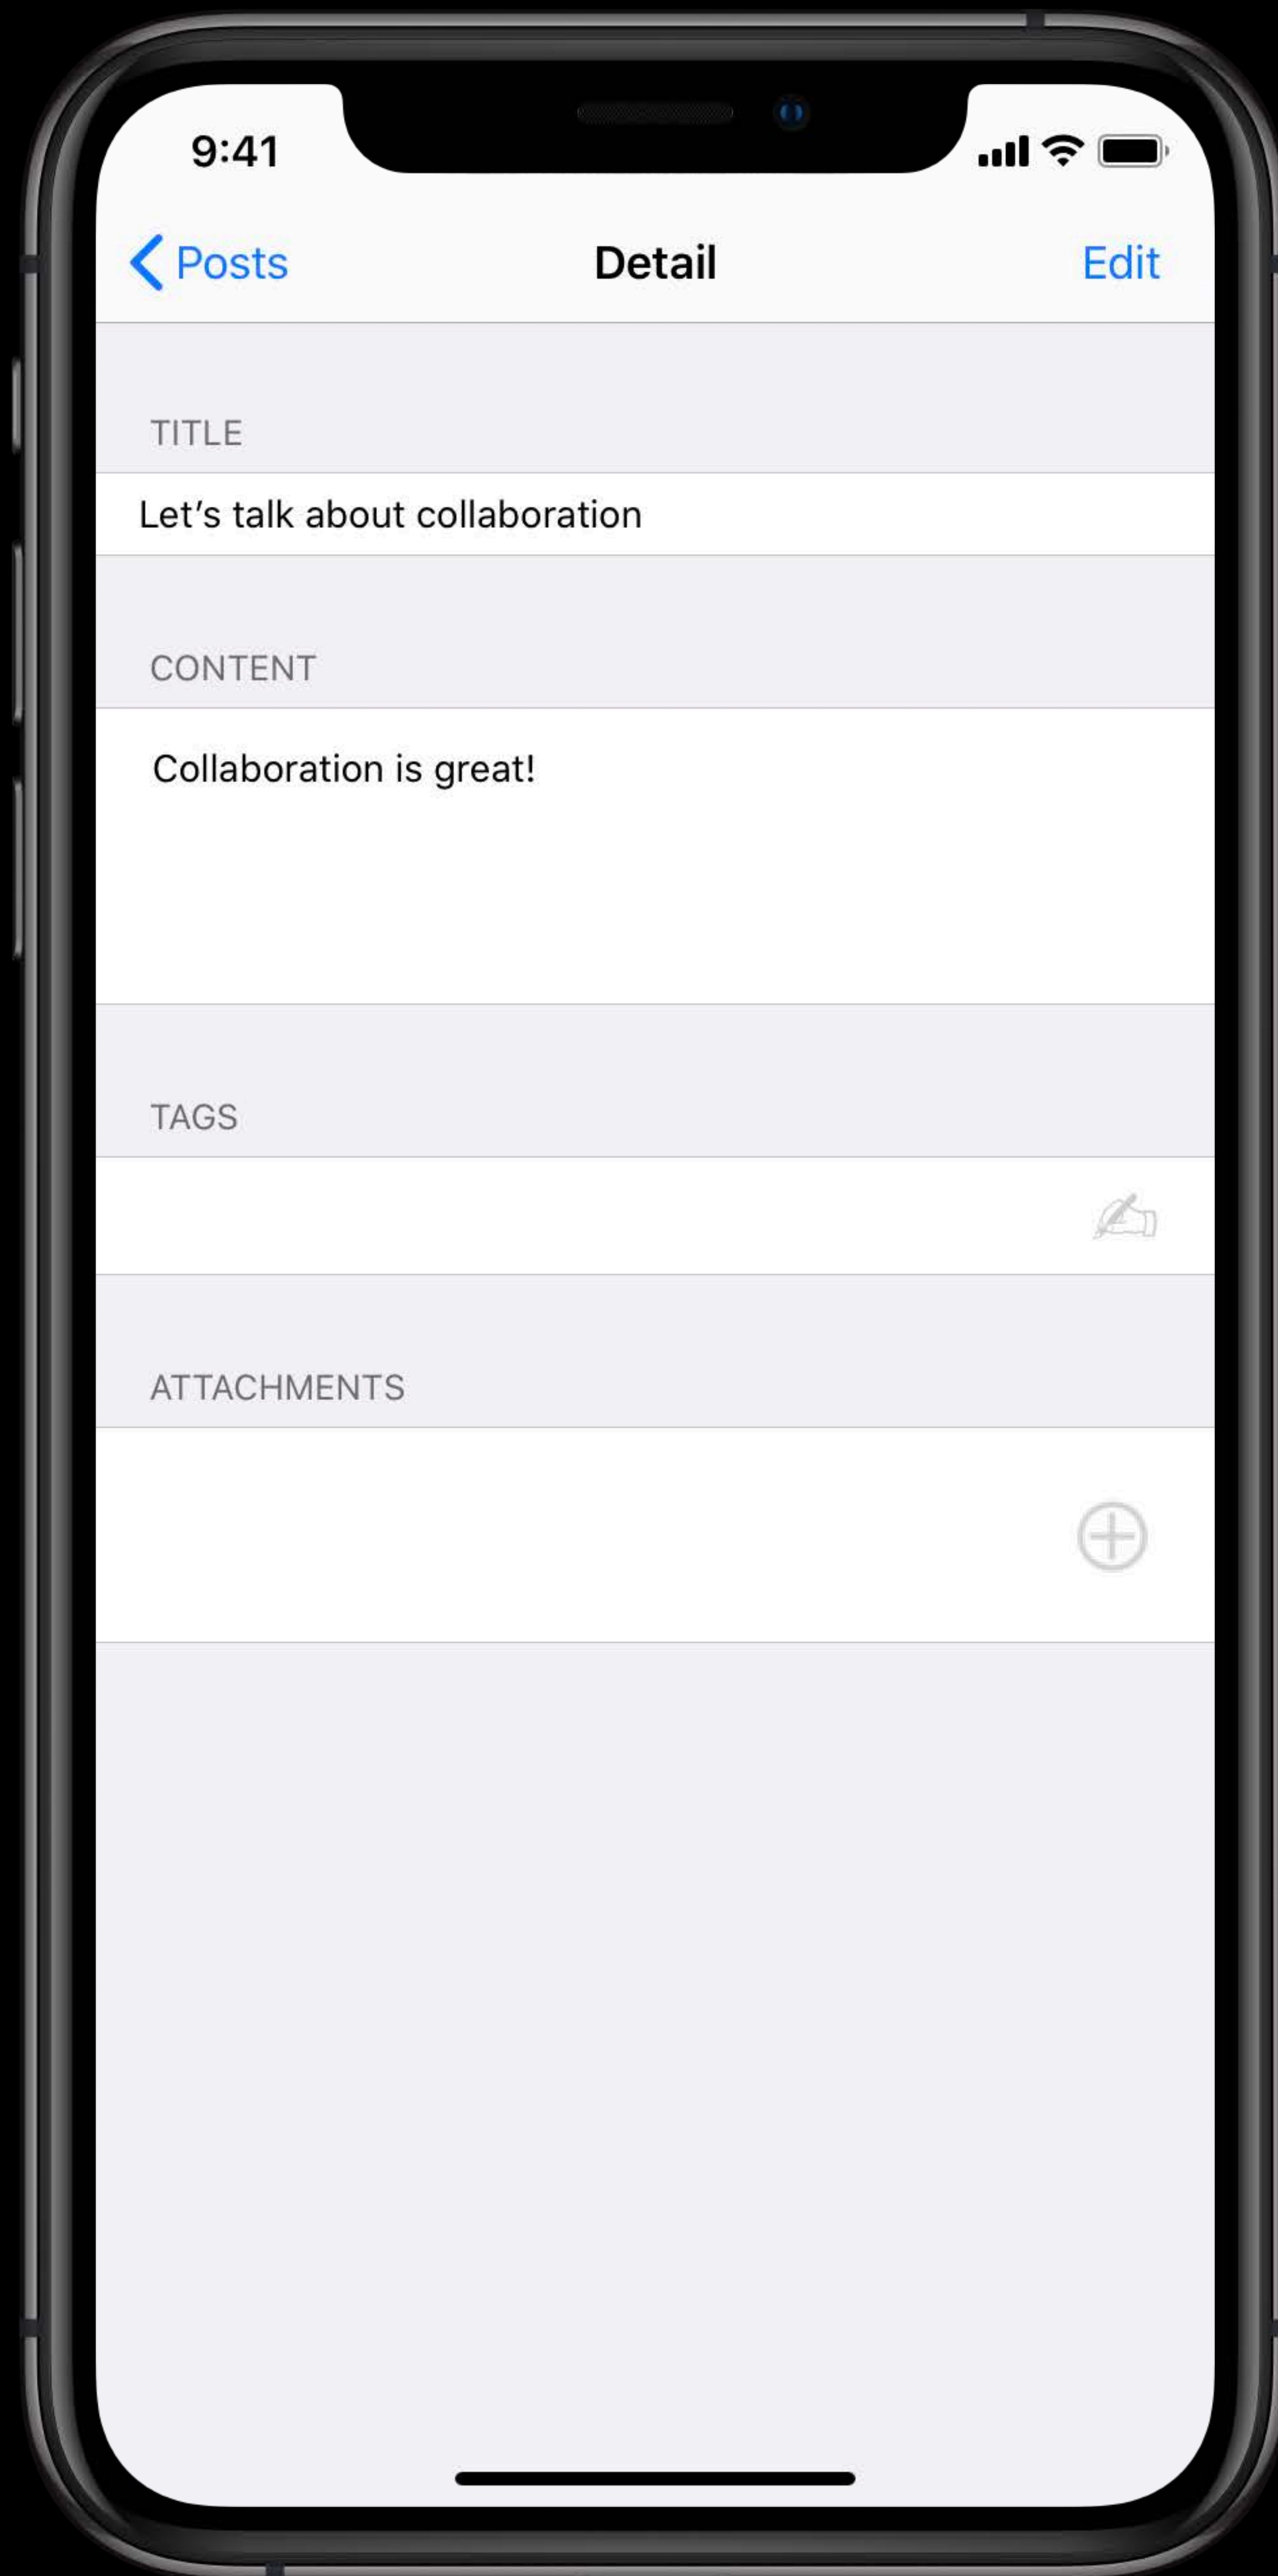 9:41
Posts
Detail
Edit
TITLE
Let’s talk about collaboration
CONTENT
Collaboration is great!
TAGS
ATTACHMENTS